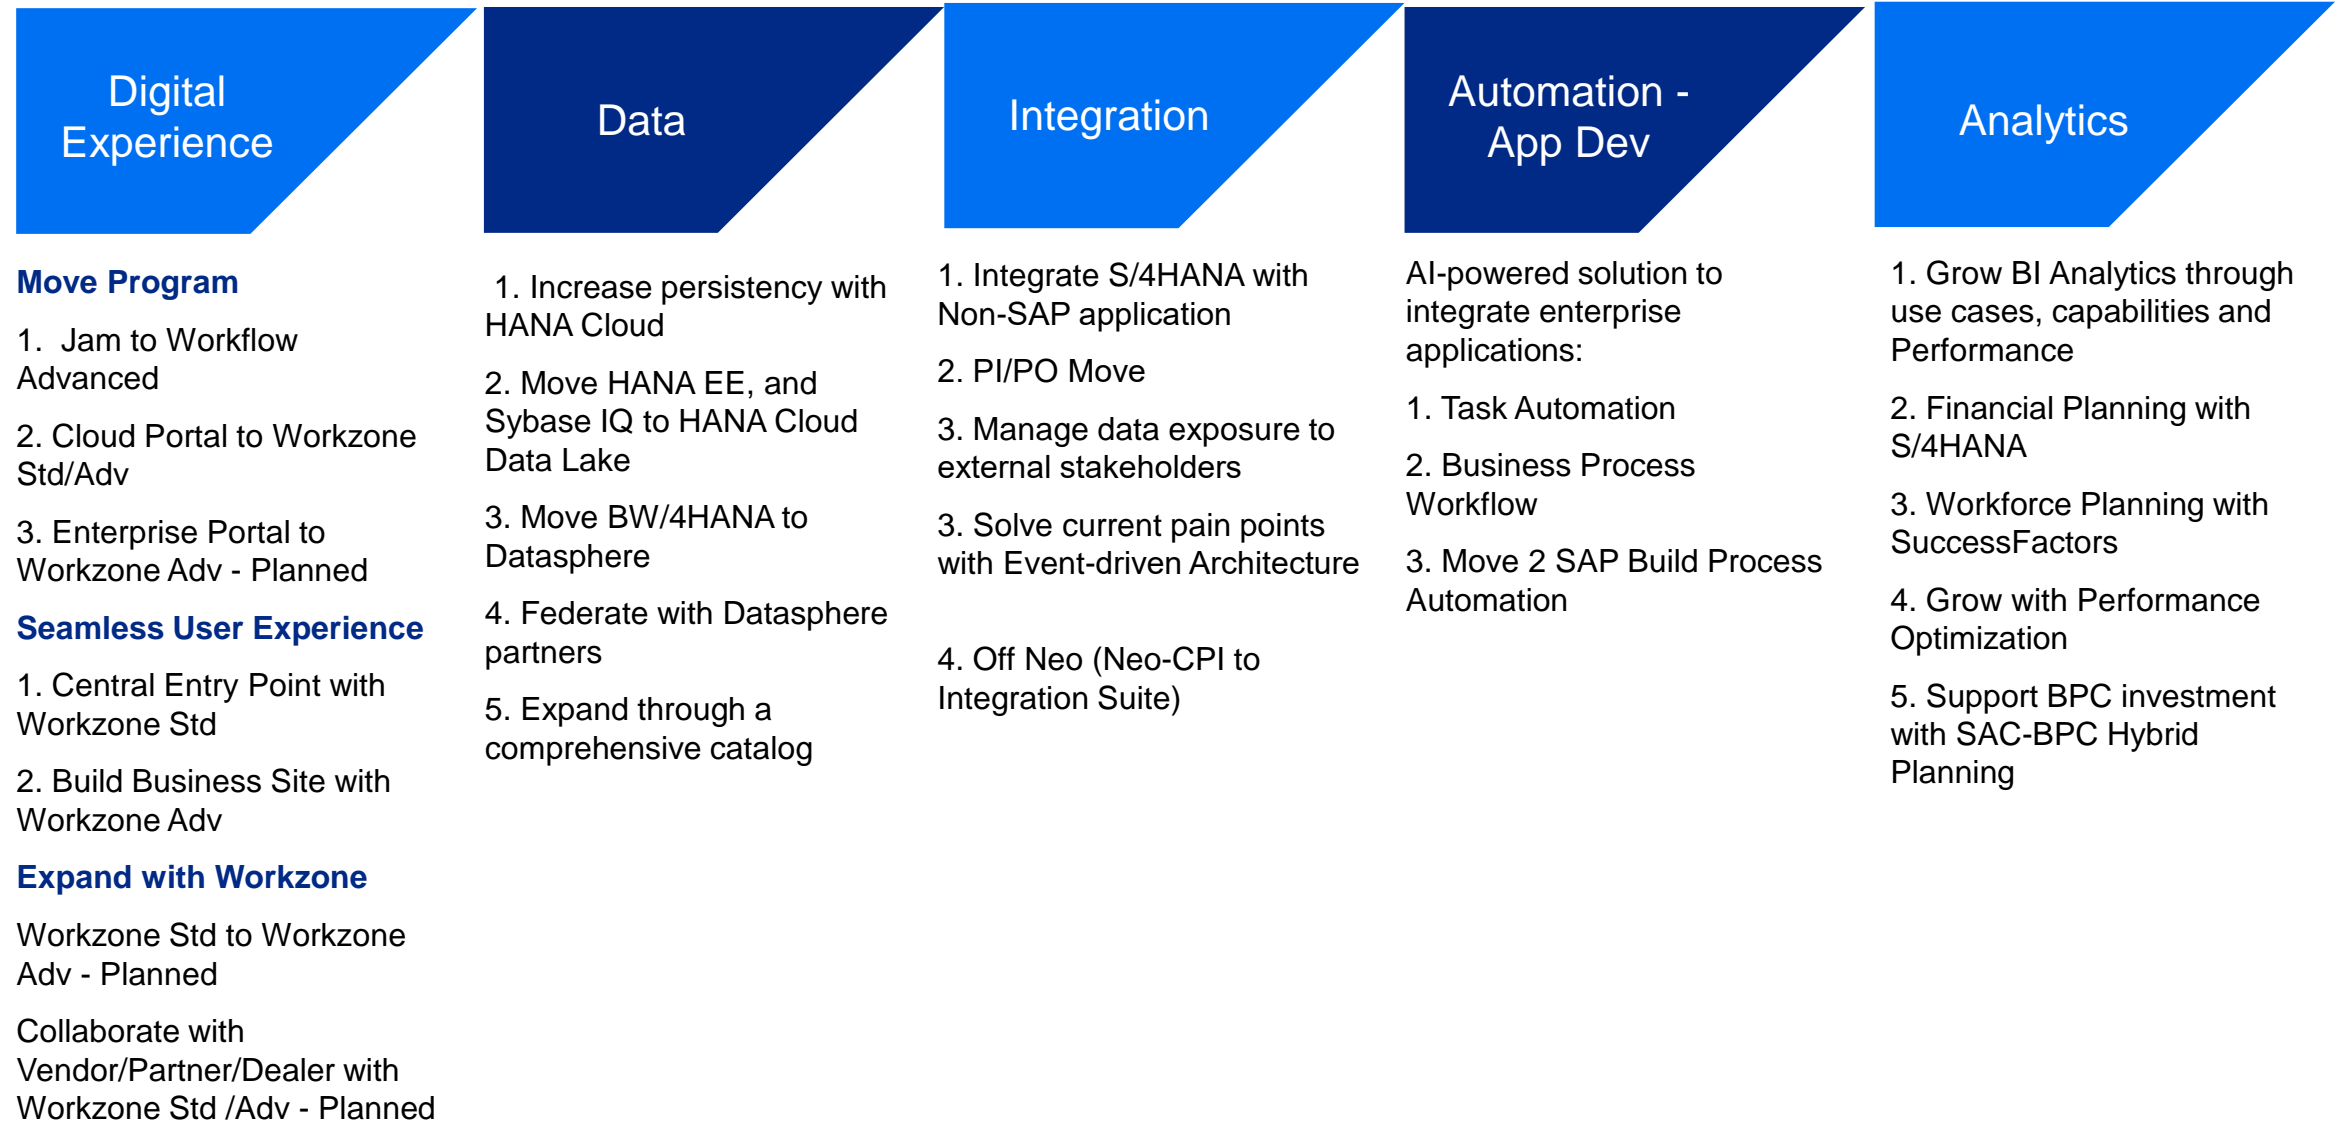 Digital
Experience
Move Program
1. Jam to Workflow
Advanced
2. Cloud Portal to Workzone
Std/Adv
3. Enterprise Portal to
Workzone Adv - Planned
Seamless User Experience
1. Central Entry Point with
Workzone Std
2. Build Business Site with
Workzone Adv
Expand with Workzone
Workzone Std to Workzone
Adv - Planned
Collaborate with
Vendor/Partner/Dealer with
Workzone Std /Adv - Planned
Data
1. Increase persistency with
HANA Cloud
2. Move HANA EE, and
Sybase IQ to HANA Cloud
Data Lake
3. Move BW/4HANA to
Datasphere
4. Federate with Datasphere
partners
5. Expand through a
comprehensive catalog
Integration
1. Integrate S/4HANA with
Non-SAP application
2. PI/PO Move
3. Manage data exposure to
external stakeholders
3. Solve current pain points
with Event-driven Architecture
4. Off Neo (Neo-CPI to
Integration Suite)
Automation -
App Dev
AI-powered solution to
integrate enterprise
applications:
1. Task Automation
2. Business Process
Workflow
3. Move 2 SAP Build Process
Automation
Analytics
1. Grow BI Analytics through
use cases, capabilities and
Performance
2. Financial Planning with
S/4HANA
3. Workforce Planning with
SuccessFactors
4. Grow with Performance
Optimization
5. Support BPC investment
with SAC-BPC Hybrid
Planning